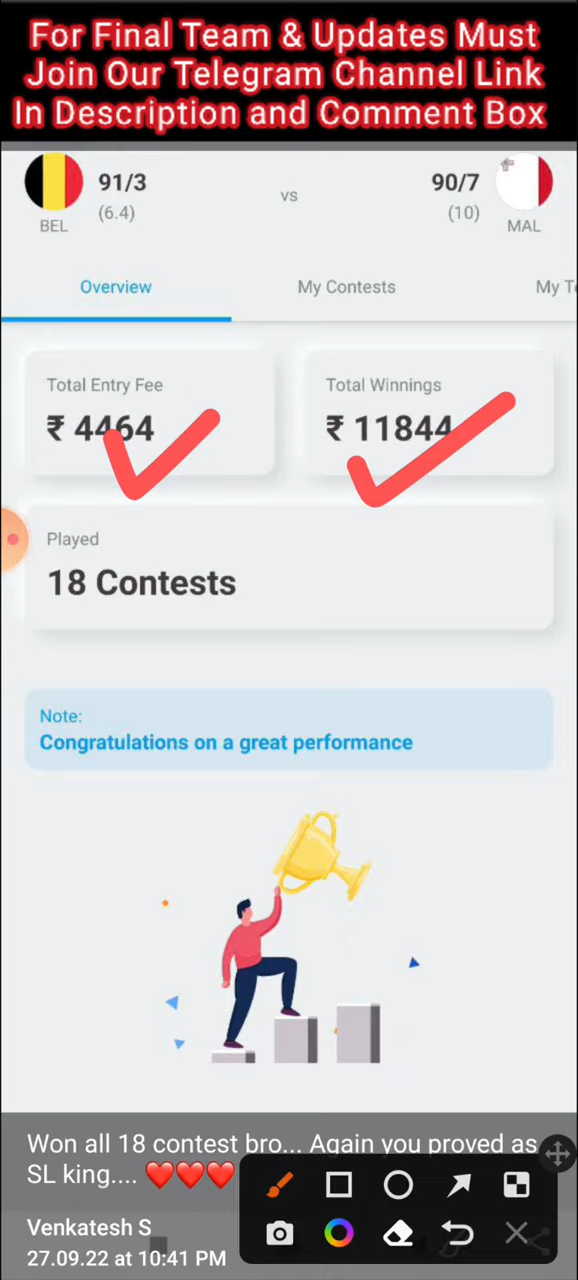 For Final Team & Updates Must
Join Our Telegram Channel Link
In Description and Comment Box
91/3
(6.4)
BEL
vs
90/7
(10)
MAL
Overview
My Contests
My T
Total Entry Fee
₹ 4464
Total Winnings
₹ 11844
Played
18 Contests
Note:
Congratulations on a great performance
Won all 18 contest bro... Again you proved as
SL king.... ❤️❤️❤️
Venkatesh S
27.09.22 at 10:41 PM